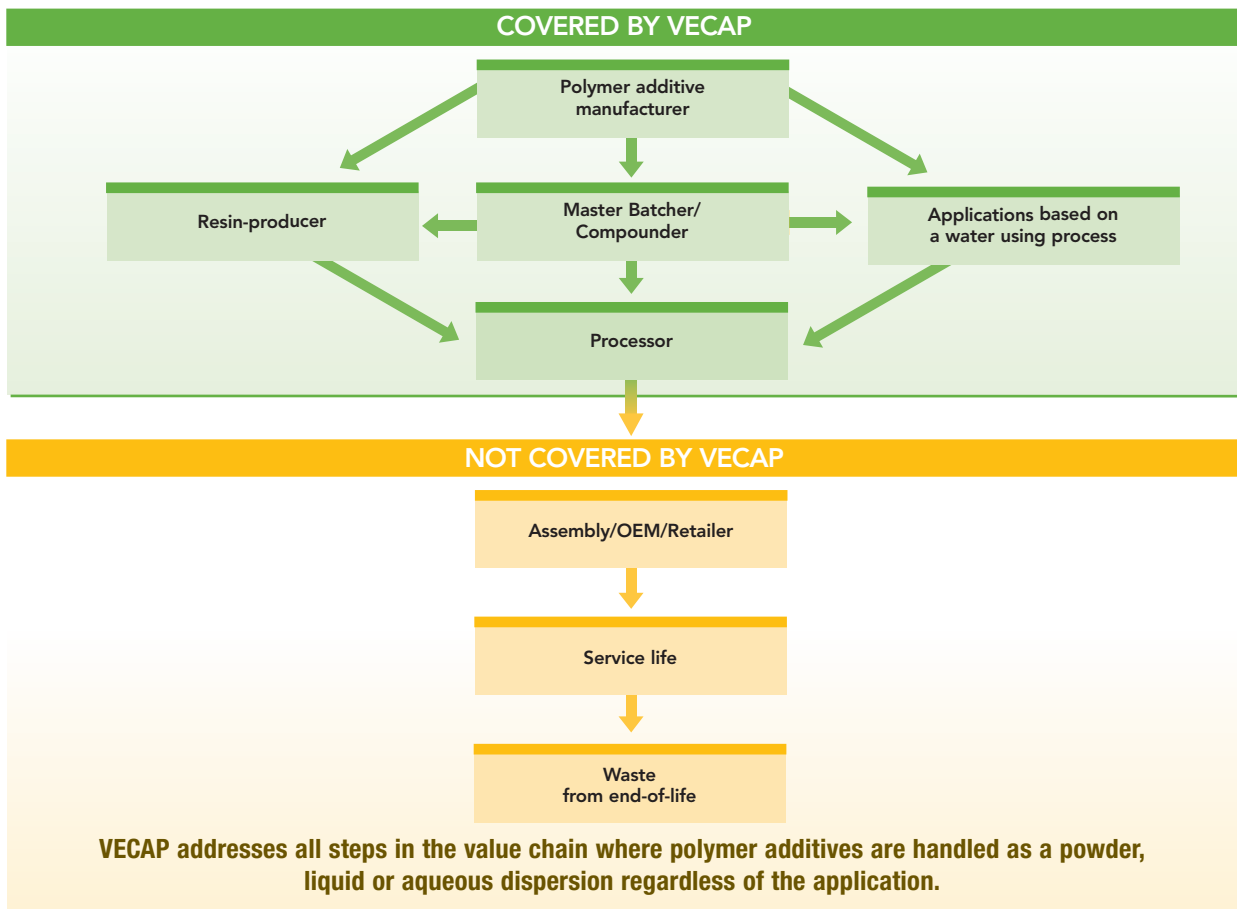 COVERED BY VECAP
Polymer additive
manufacturer
Resin-producer
Master Batcher/
Compounder
Applications based on
a water using process
Processor
NOT COVERED BY VECAP
Assembly/OEM/Retailer
Service life
Waste
from end-of-life
VECAP addresses all steps in the value chain where polymer additives are handled as a powder,
liquid or aqueous dispersion regardless of the application.